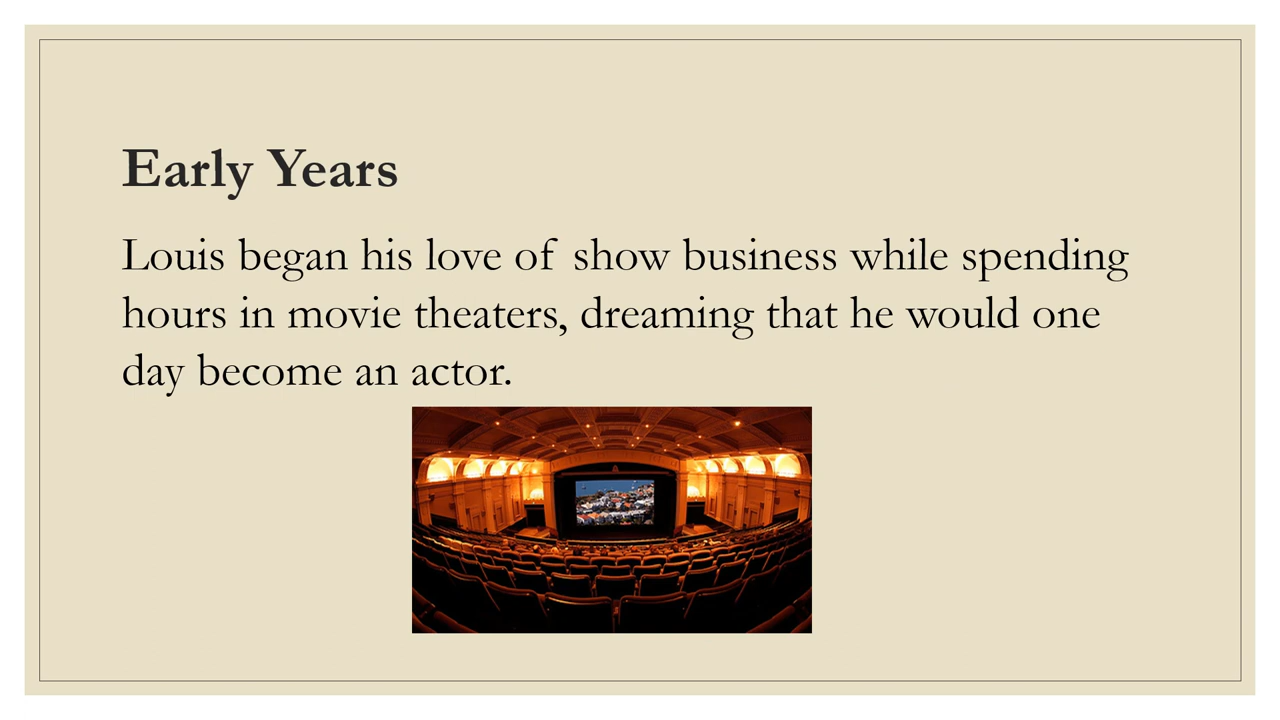 Early Years
Louis began his love of show business while spending
hours in movie theaters, dreaming that he would one
day become an actor.